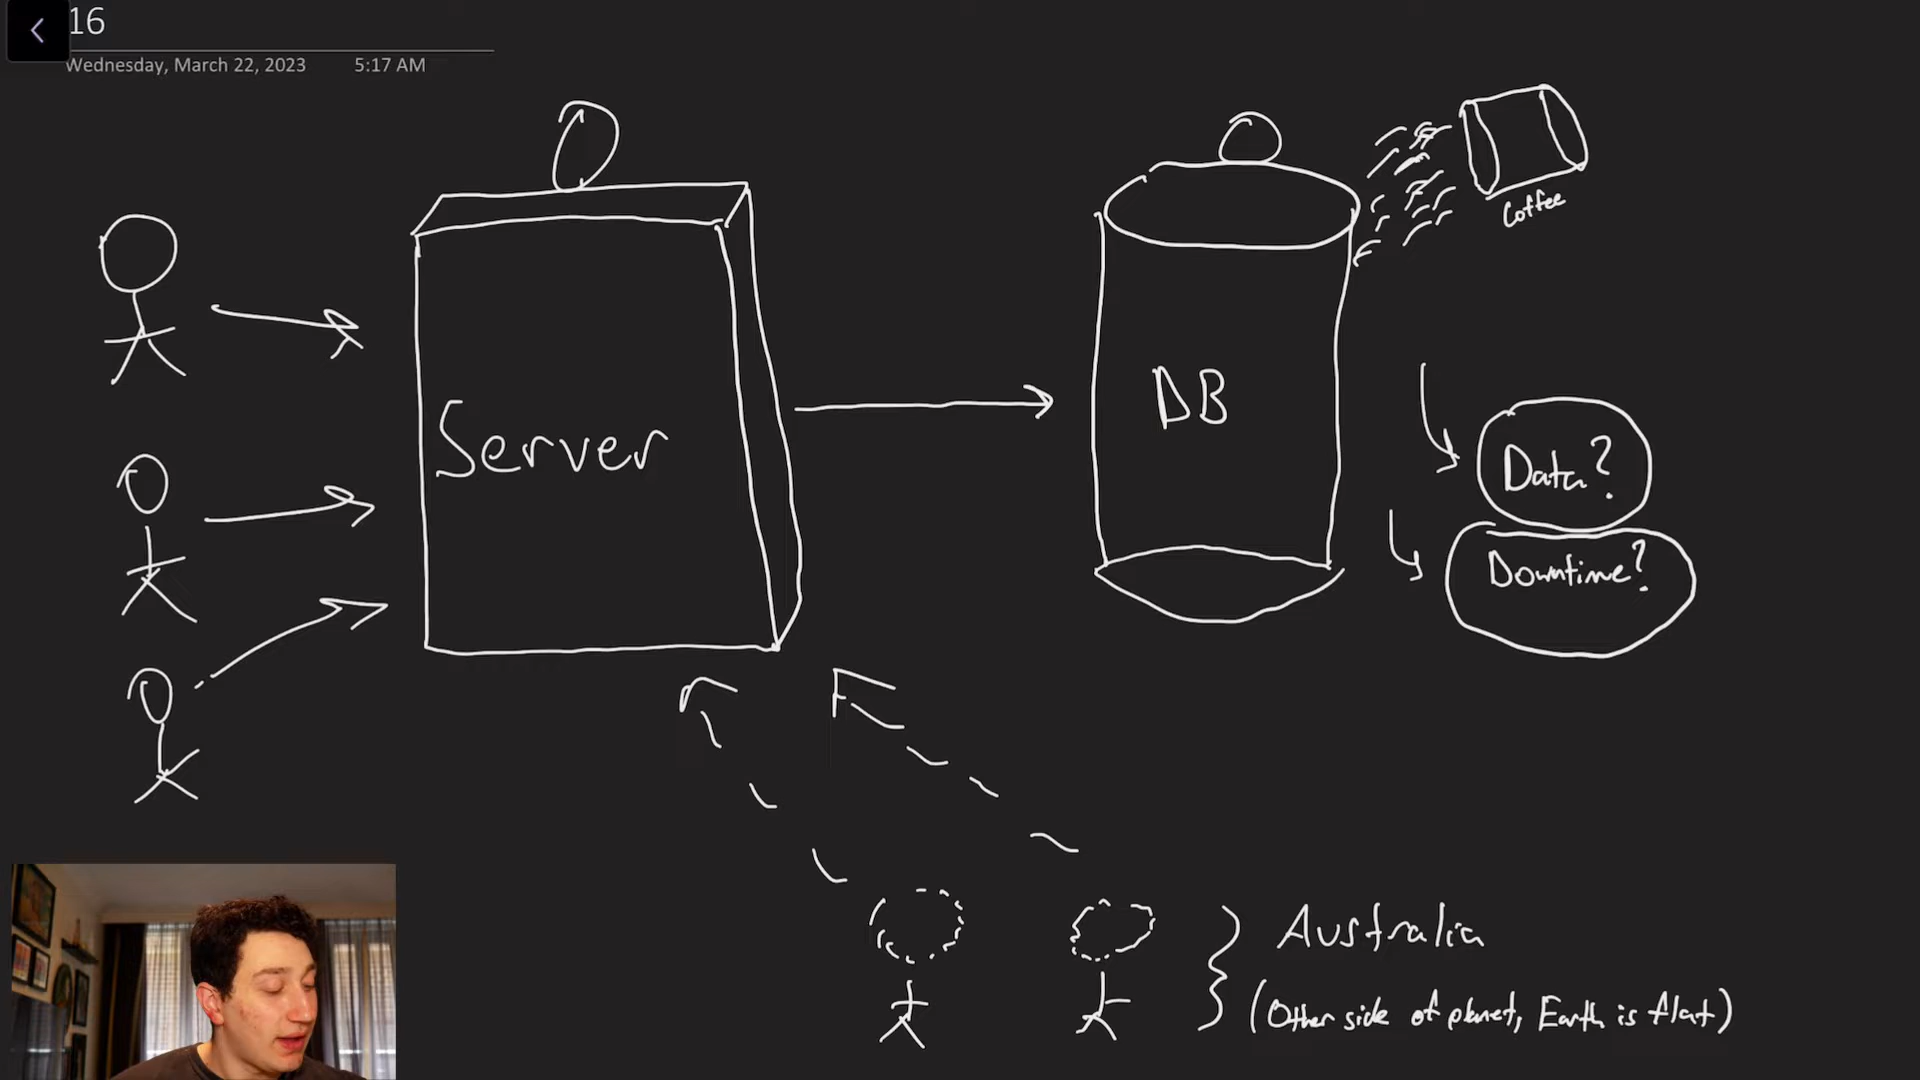 16
Wednesday, March 22, 2023 5:17 AM
Coffee
Server
DB
Data?
Downtime?
Australia
(Other side of planet, Earth is flat)